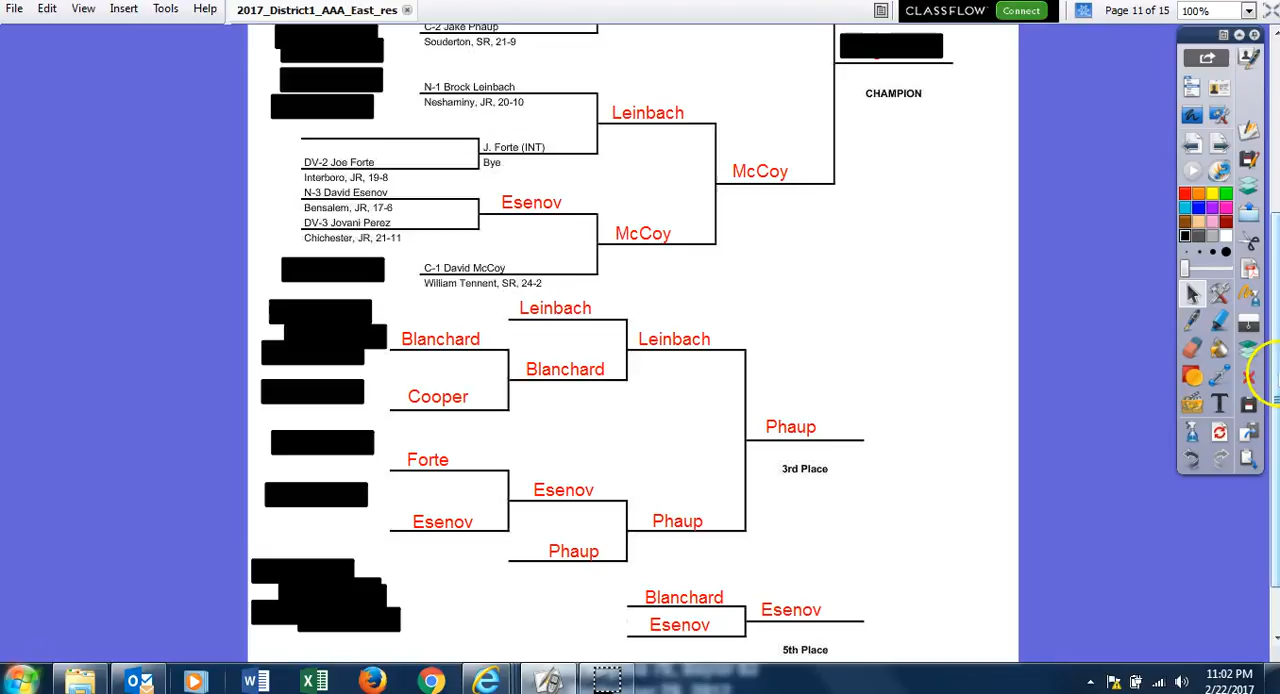 File Edit View Insert Tools Help
2017_District1_AAA_East_res
CLASSFLOW Connect
Page 11 of 15
100%
C-2 Jake Phaup
Souderton, SR, 21-9
CHAMPION
N-1 Brock Leinbach
Neshaminy, JR, 20-10
Leinbach
J. Forte (INT)
Bye
DV-2 Joe Forte
Interboro, JR, 19-8
McCoy
N-3 David Esenov
Bensalem, JR, 17-6
Esenov
DV-3 Jovani Perez
Chichester, JR, 21-11
McCoy
C-1 David McCoy
William Tennent, SR, 24-2
Leinbach
Blanchard
Leinbach
Blanchard
Cooper
Phaup
3rd Place
Forte
Esenov
Esenov
Phaup
Phaup
Blanchard
Esenov
Esenov
5th Place
11:02 PM
2/22/2017